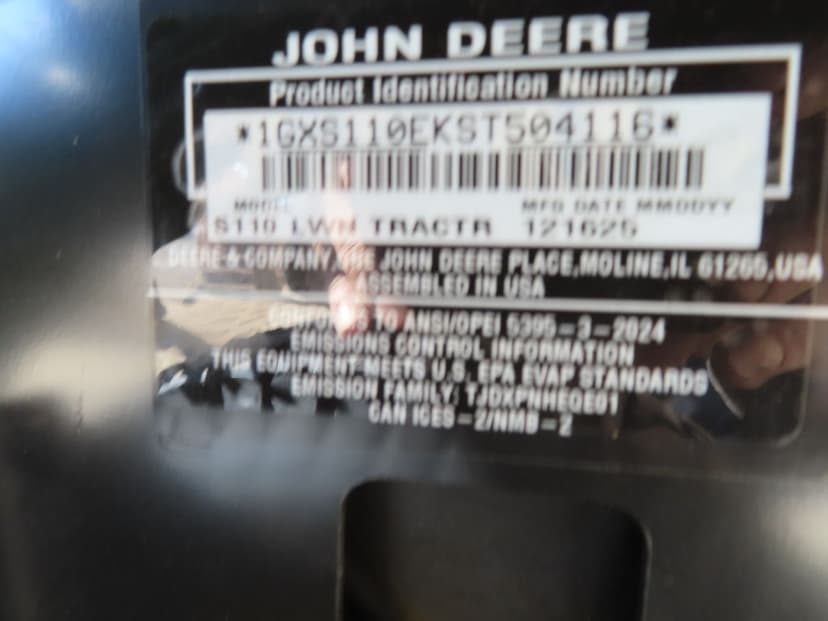 JOHN DEERE
Product Identification Number
*1GXS110EKST504116*
MODEL MFG DATE MMDDYY
S110 LWN TRACTR 121625
DEERE & COMPANY, ONE JOHN DEERE PLACE, MOLINE, IL 61265, USA
ASSEMBLED IN USA
CONFORMS TO ANSI/OPEI 5395-3-2024
EMISSIONS CONTROL INFORMATION
THIS EQUIPMENT MEETS U.S. EPA EVAP STANDARDS
EMISSION FAMILY: TJDXPNHEQE01
CAN ICES-2/NMB-2